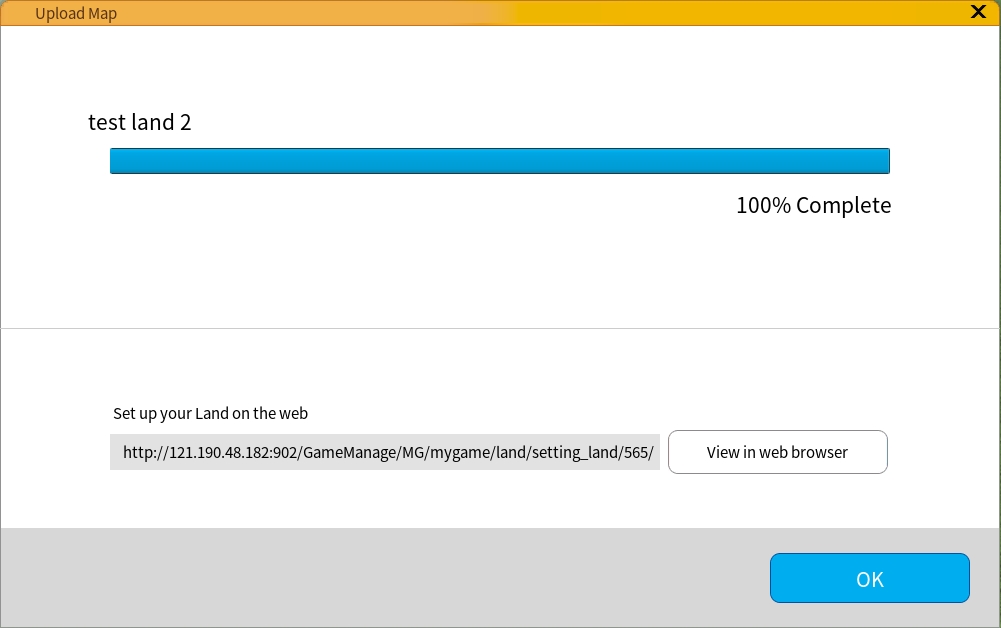 Upload Map
test land 2
100% Complete
Set up your Land on the web
http://121.190.48.182:902/GameManage/MG/mygame/land/setting_land/565/
View in web browser
OK